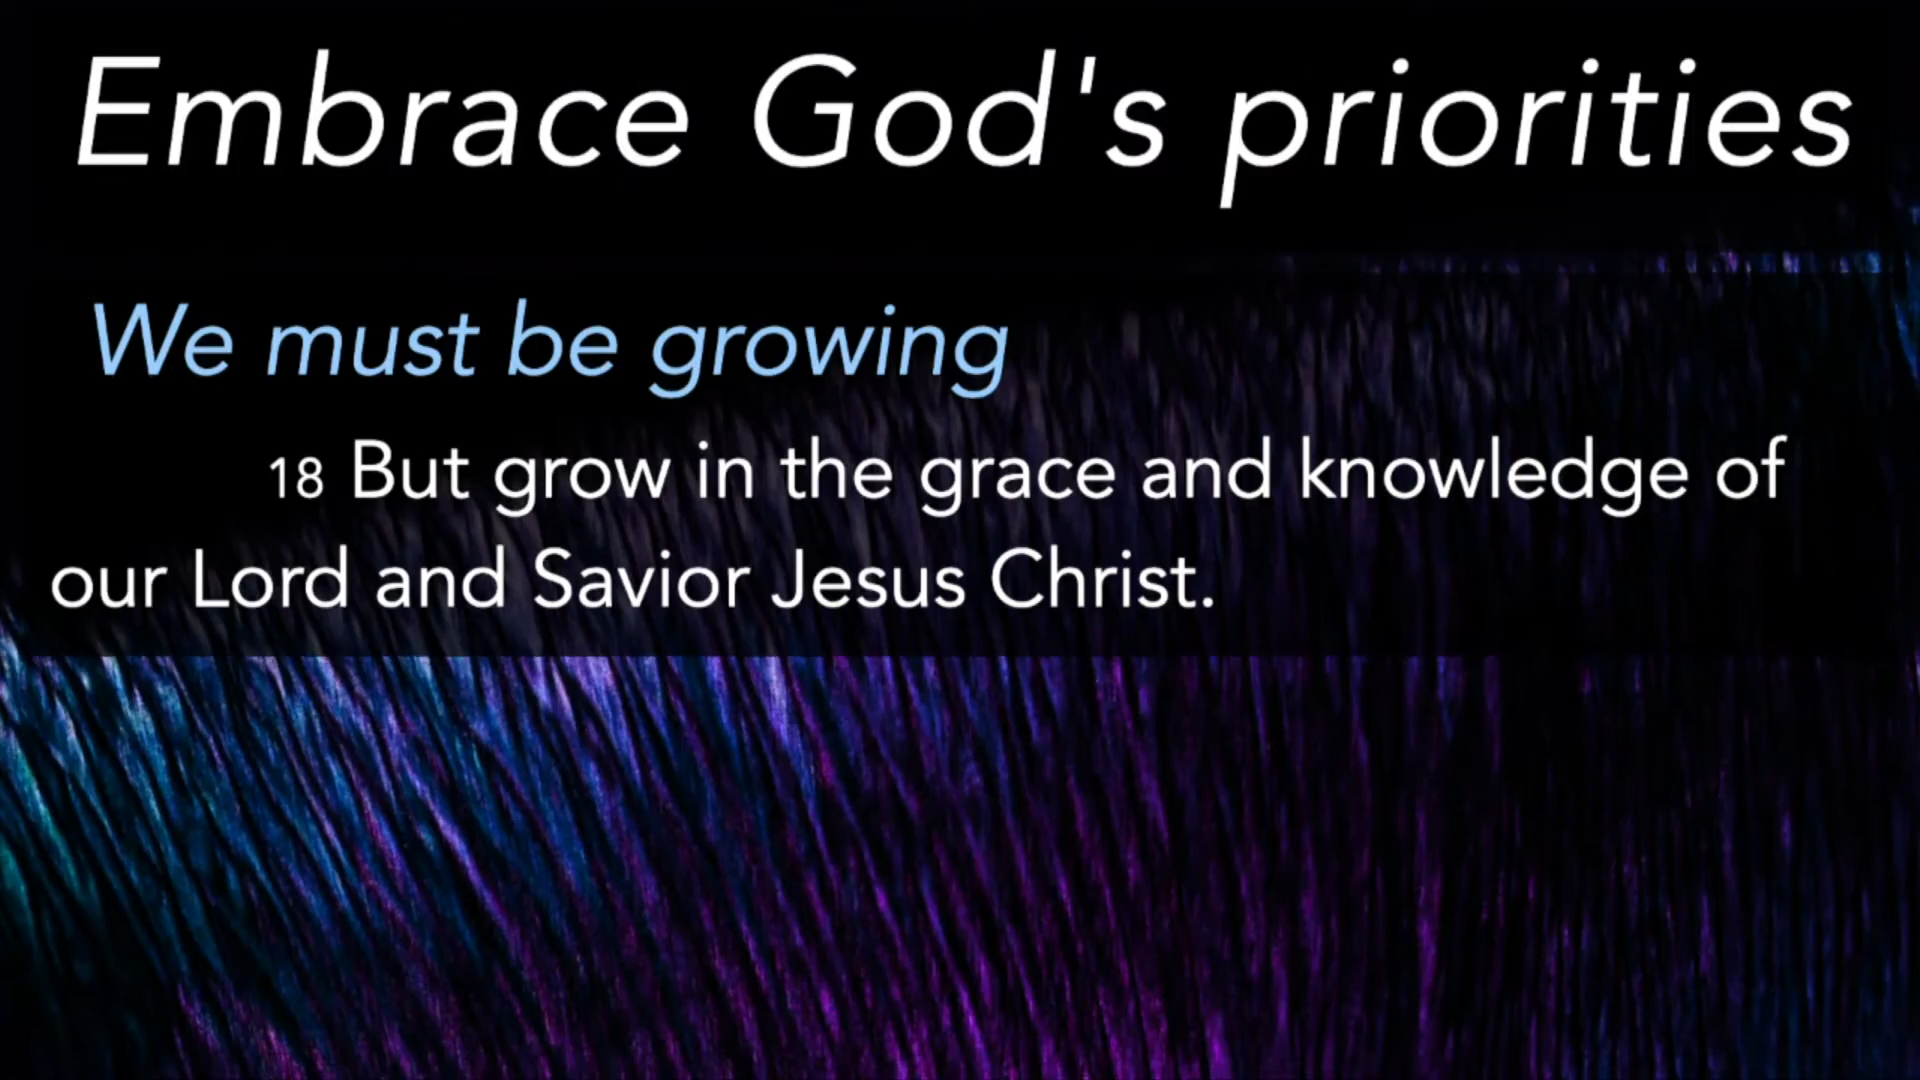 Embrace God's priorities
We must be growing
18 But grow in the grace and knowledge of
our Lord and Savior Jesus Christ.